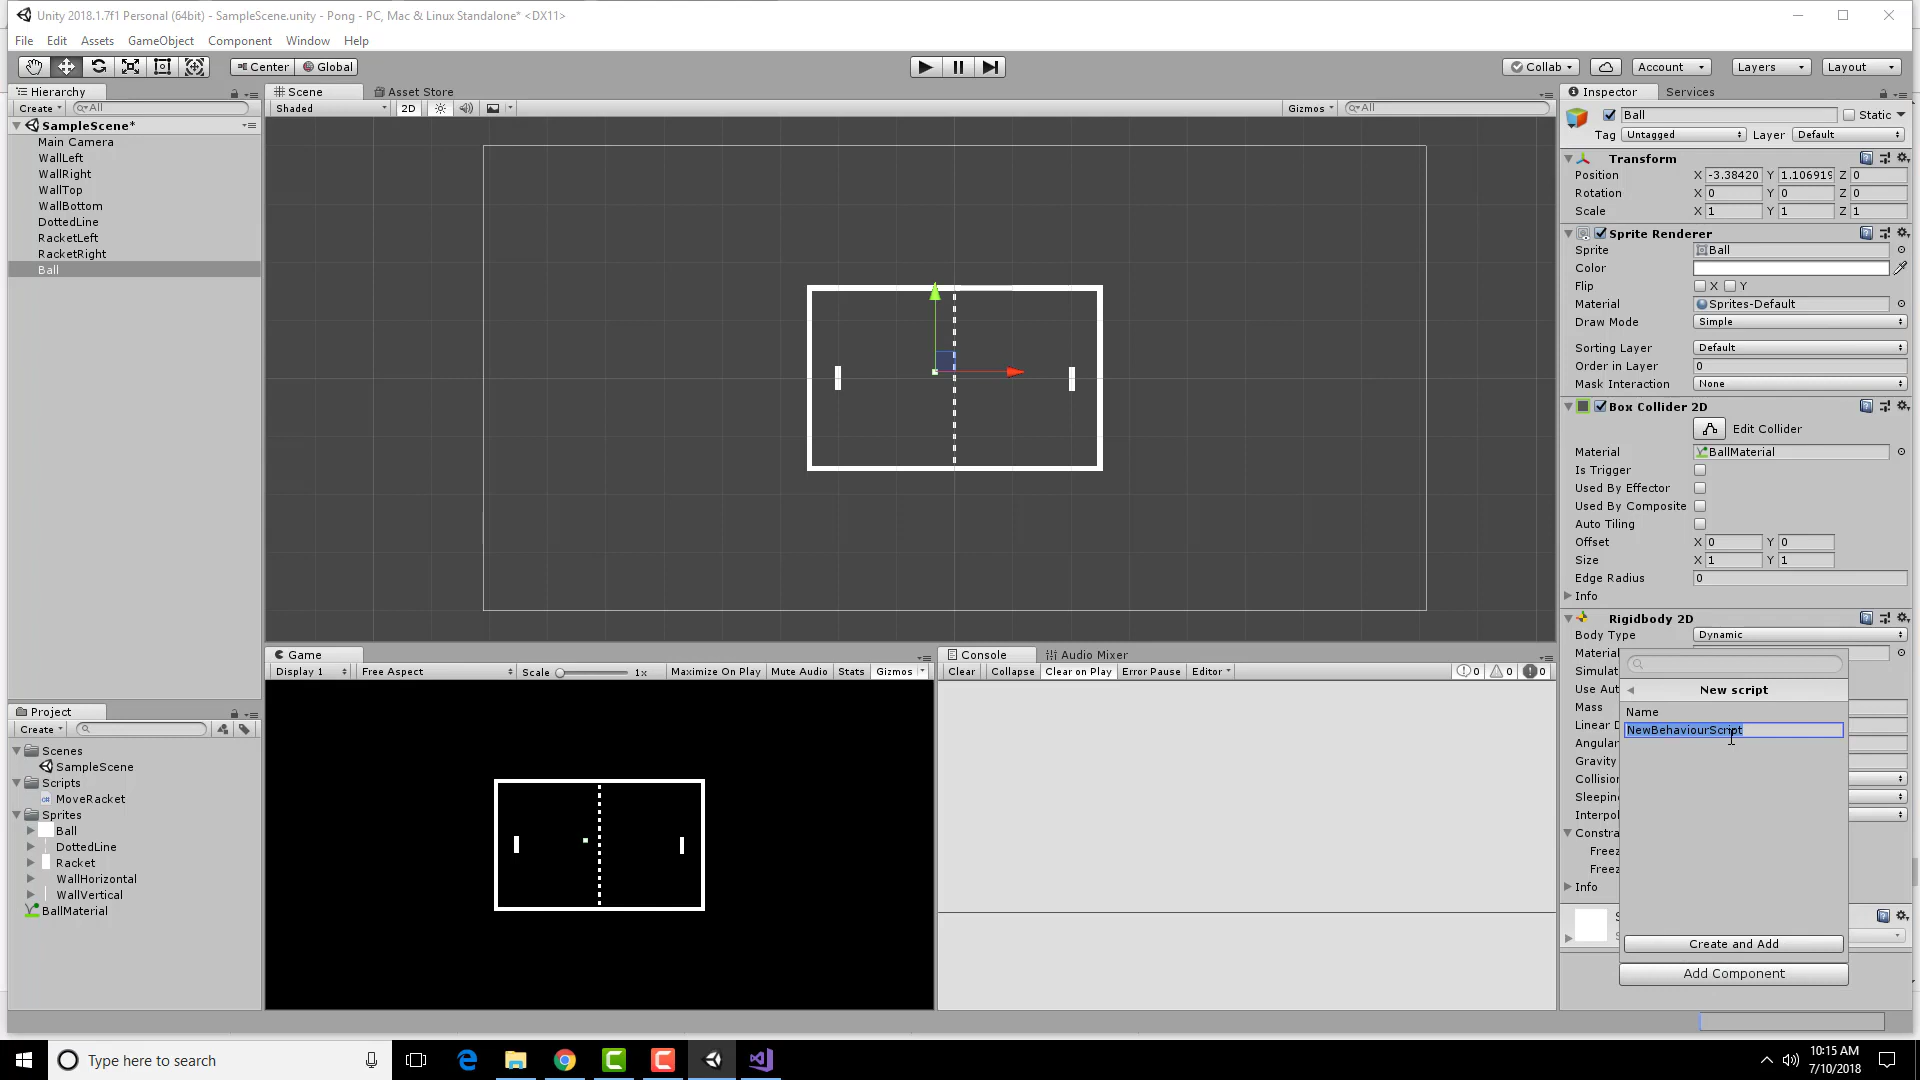 Unity 2018.1.7f1 Personal (64bit) - SampleScene.unity - Pong - PC, Mac & Linux Standalone* <DX11>
File Edit Assets GameObject Component Window Help
Center Global
Collab Account Layers Layout
Hierarchy
Create All
SampleScene*
Main Camera
WallLeft
WallRight
WallTop
WallBottom
DottedLine
RacketLeft
RacketRight
Ball
Scene Asset Store
Shaded 2D Gizmos All
Inspector Services
Ball Static
Tag Untagged Layer Default
Transform
Position X -3.38420 Y 1.106919 Z 0
Rotation X 0 Y 0 Z 0
Scale X 1 Y 1 Z 1
Sprite Renderer
Sprite Ball
Color
Flip X Y
Material Sprites-Default
Draw Mode Simple
Sorting Layer Default
Order in Layer 0
Mask Interaction None
Box Collider 2D
Edit Collider
Material BallMaterial
Is Trigger
Used By Effector
Used By Composite
Auto Tiling
Offset X 0 Y 0
Size X 1 Y 1
Edge Radius 0
Info
Rigidbody 2D
Body Type Dynamic
Material
Simulat
Use Aut
Mass
Linear D
Angular
Gravity
Collision
Sleeping
Interpol
Constra
Freez
Freez
Info
New script
Name
NewBehaviourScript
Create and Add
Add Component
Project
Create
Scenes
SampleScene
Scripts
MoveRacket
Sprites
Ball
DottedLine
Racket
WallHorizontal
WallVertical
BallMaterial
Game
Display 1 Free Aspect Scale 1x Maximize On Play Mute Audio Stats Gizmos
Console Audio Mixer
Clear Collapse Clear on Play Error Pause Editor 0 0 0
Type here to search
10:15 AM
7/10/2018